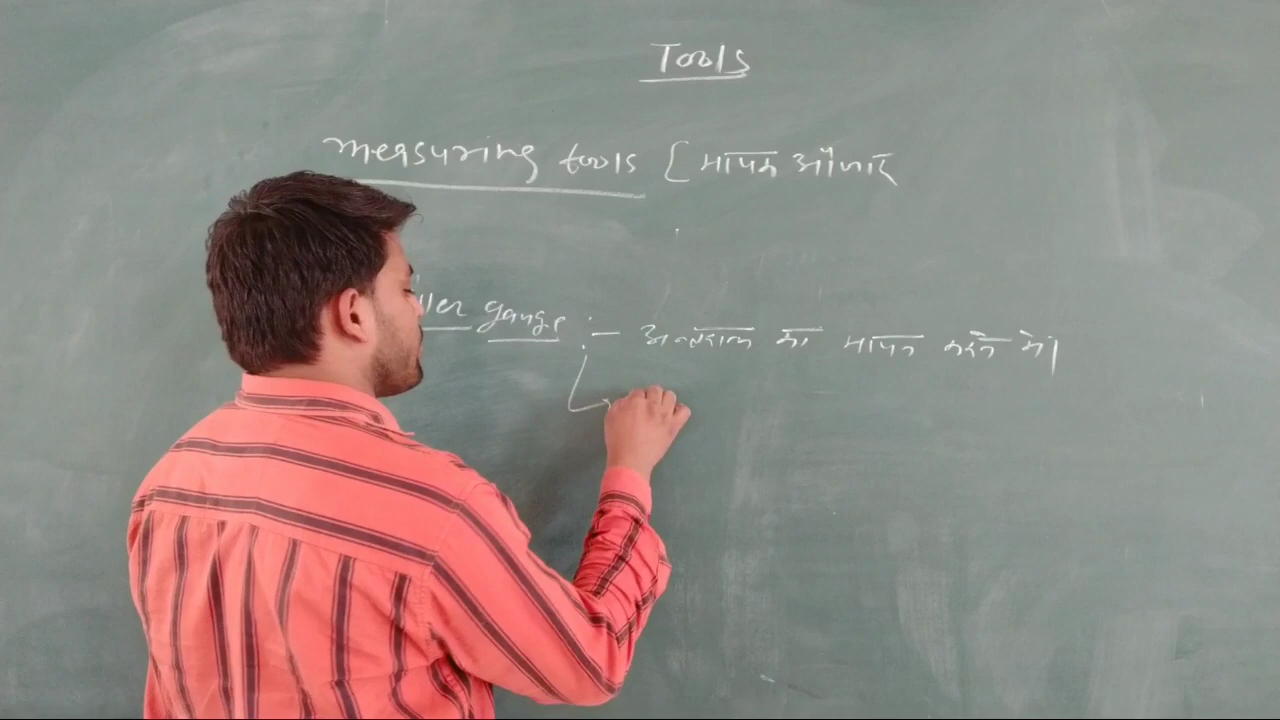 Tools
measuring tools [ मापक औजार
ller gauge :- अन्तराल को मापन करने मे।